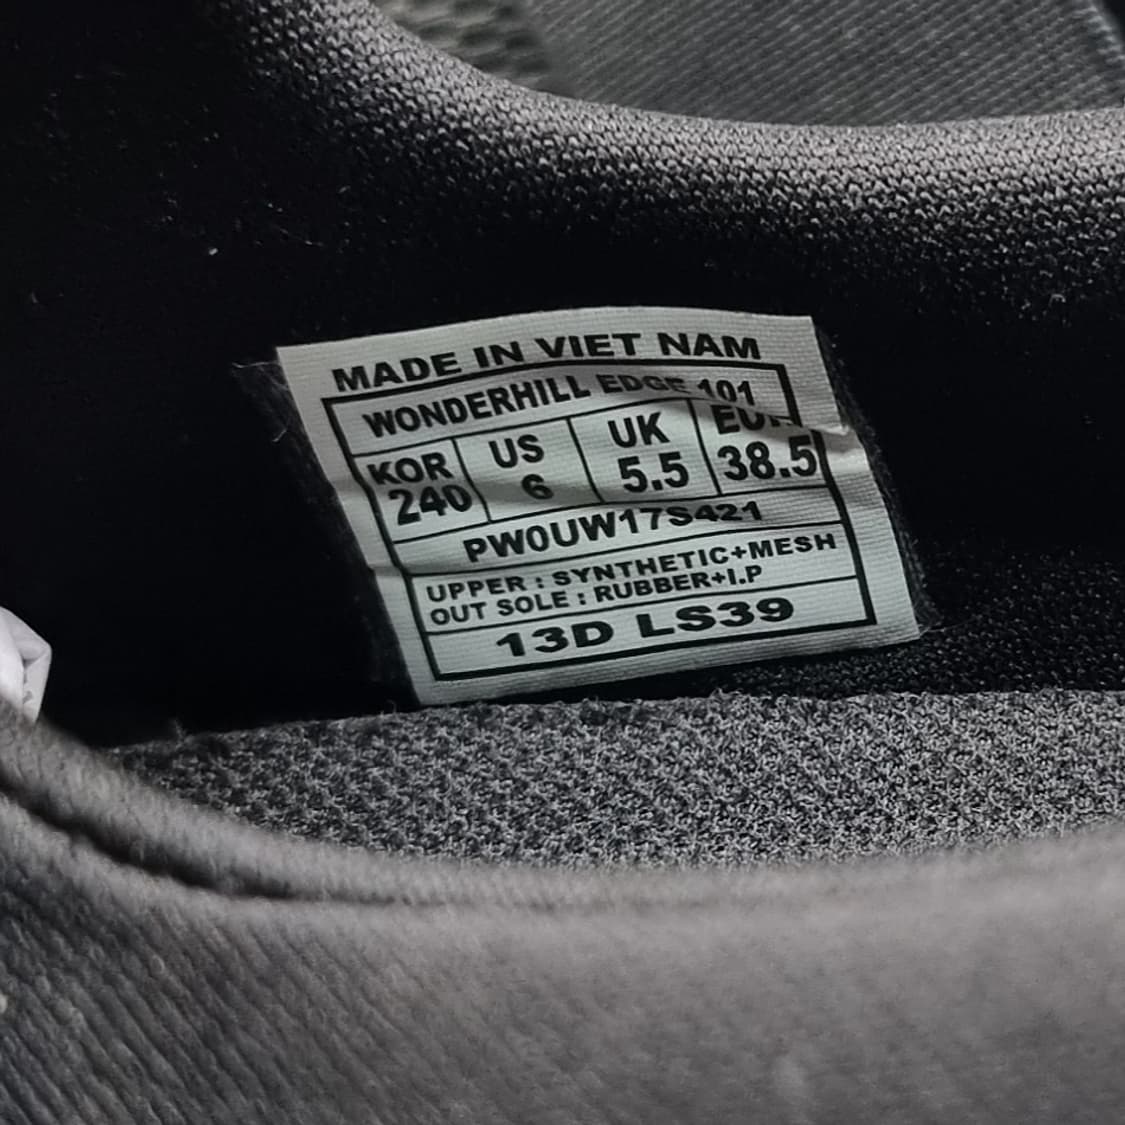 MADE IN VIET NAM
WONDERHILL EDGE 101
KOR US UK
240 6 5.5 38.5
PW0UW17S421
UPPER : SYNTHETIC+MESH
OUT SOLE : RUBBER+I.P
13D LS39